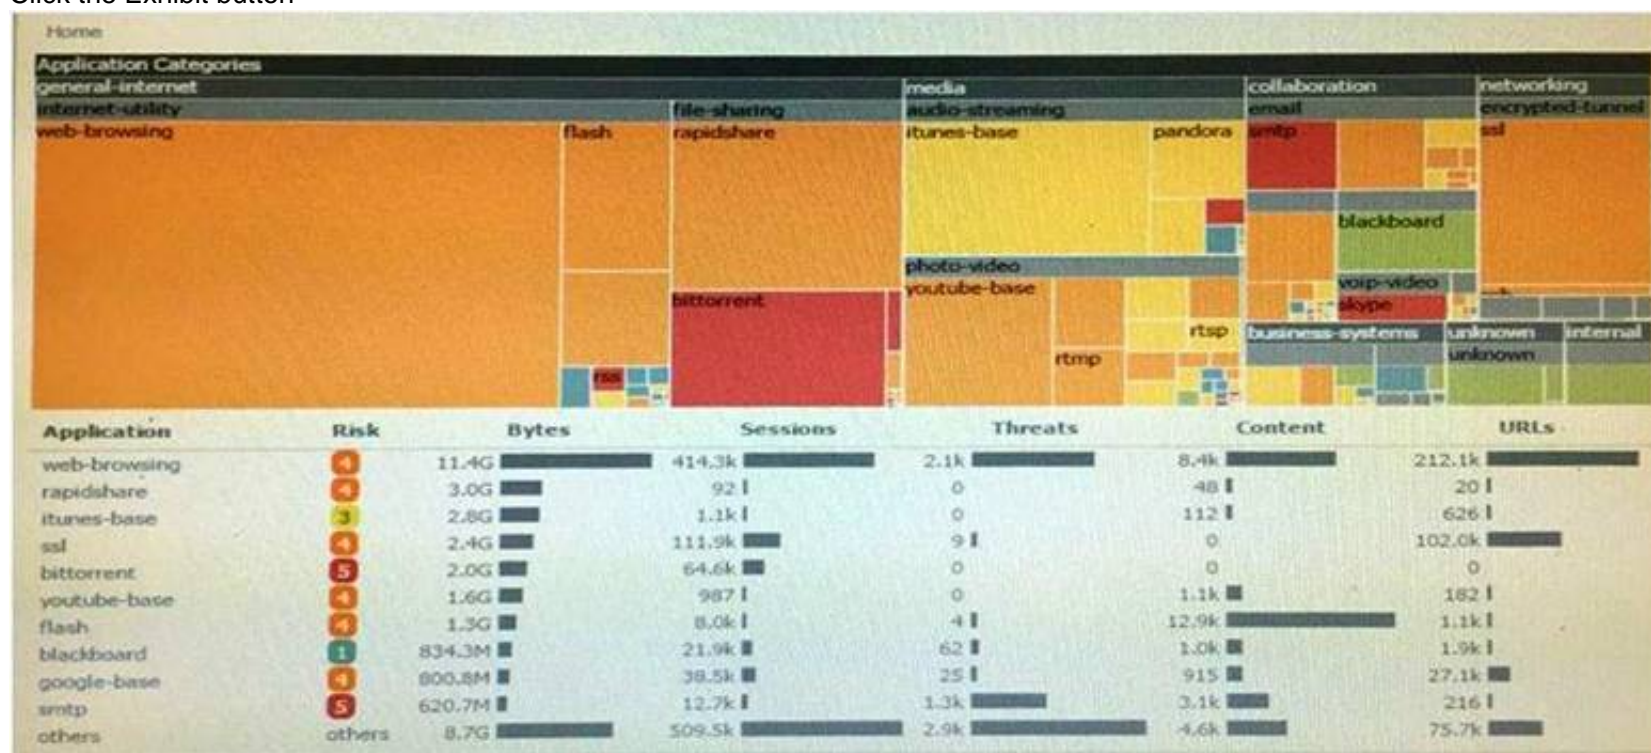 Click the Exhibit button
Home
Application Categories
general-internet media collaboration networking
internet-utility file-sharing audio-streaming email encrypted-tunnel
web-browsing flash rapidshare itunes-base pandora smtp ssl
blackboard
photo-video
voip-video
youtube-base
bittorrent skype
rtsp business-systems unknown internal
rtmp unknown
rss
Application Risk Bytes Sessions Threats Content URLs
web-browsing 4 11.4G 414.3k 2.1k 8.4k 212.1k
rapidshare 4 3.0G 92 0 48 20
itunes-base 3 2.8G 1.1k 0 112 626
ssl 4 2.4G 111.9k 9 0 102.0k
bittorrent 5 2.0G 64.6k 0 0 0
youtube-base 4 1.6G 987 0 1.1k 182
flash 4 1.3G 8.0k 4 12.9k 1.1k
blackboard 1 834.3M 21.9k 62 1.0k 1.9k
google-base 4 800.8M 38.5k 25 915 27.1k
smtp 5 620.7M 12.7k 1.3k 3.1k 216
others others 8.7G 509.5k 2.9k 4.6k 75.7k